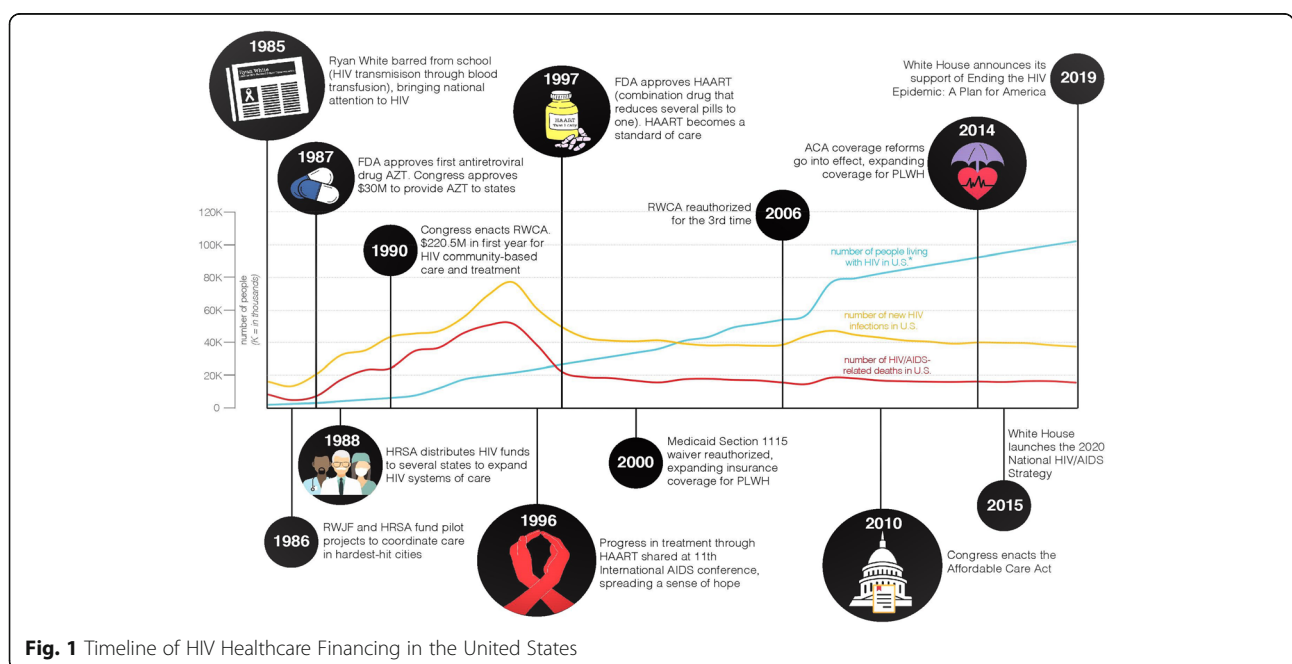 1985
Ryan White
Ryan White barred from school
(HIV transmisison through blood
transfusion), bringing national
attention to HIV
1987
FDA approves first antiretroviral
drug AZT. Congress approves
$30M to provide AZT to states
1990
Congress enacts RWCA.
$220.5M in first year for
HIV community-based
care and treatment
1997
HAART
FDA approves HAART
(combination drug that
reduces several pills to
one). HAART becomes a
standard of care
RWCA reauthorized
for the 3rd time
2006
White House announces its
support of Ending the HIV
Epidemic: A Plan for America
2019
ACA coverage reforms
go into effect, expanding
coverage for PLWH
2014
120K
100K
80K
60K
40K
20K
0
number of people
(K = in thousands)
number of people living
with HIV in U.S.*
number of new HIV
infections in U.S.
number of HIV/AIDS-
related deaths in U.S.
1988
HRSA distributes HIV funds
to several states to expand
HIV systems of care
1986
RWJF and HRSA fund pilot
projects to coordinate care
in hardest-hit cities
1996
Progress in treatment through
HAART shared at 11th
International AIDS conference,
spreading a sense of hope
2000
Medicaid Section 1115
waiver reauthorized,
expanding insurance
coverage for PLWH
2010
Congress enacts the
Affordable Care Act
White House
launches the 2020
National HIV/AIDS
Strategy
2015
Fig. 1 Timeline of HIV Healthcare Financing in the United States